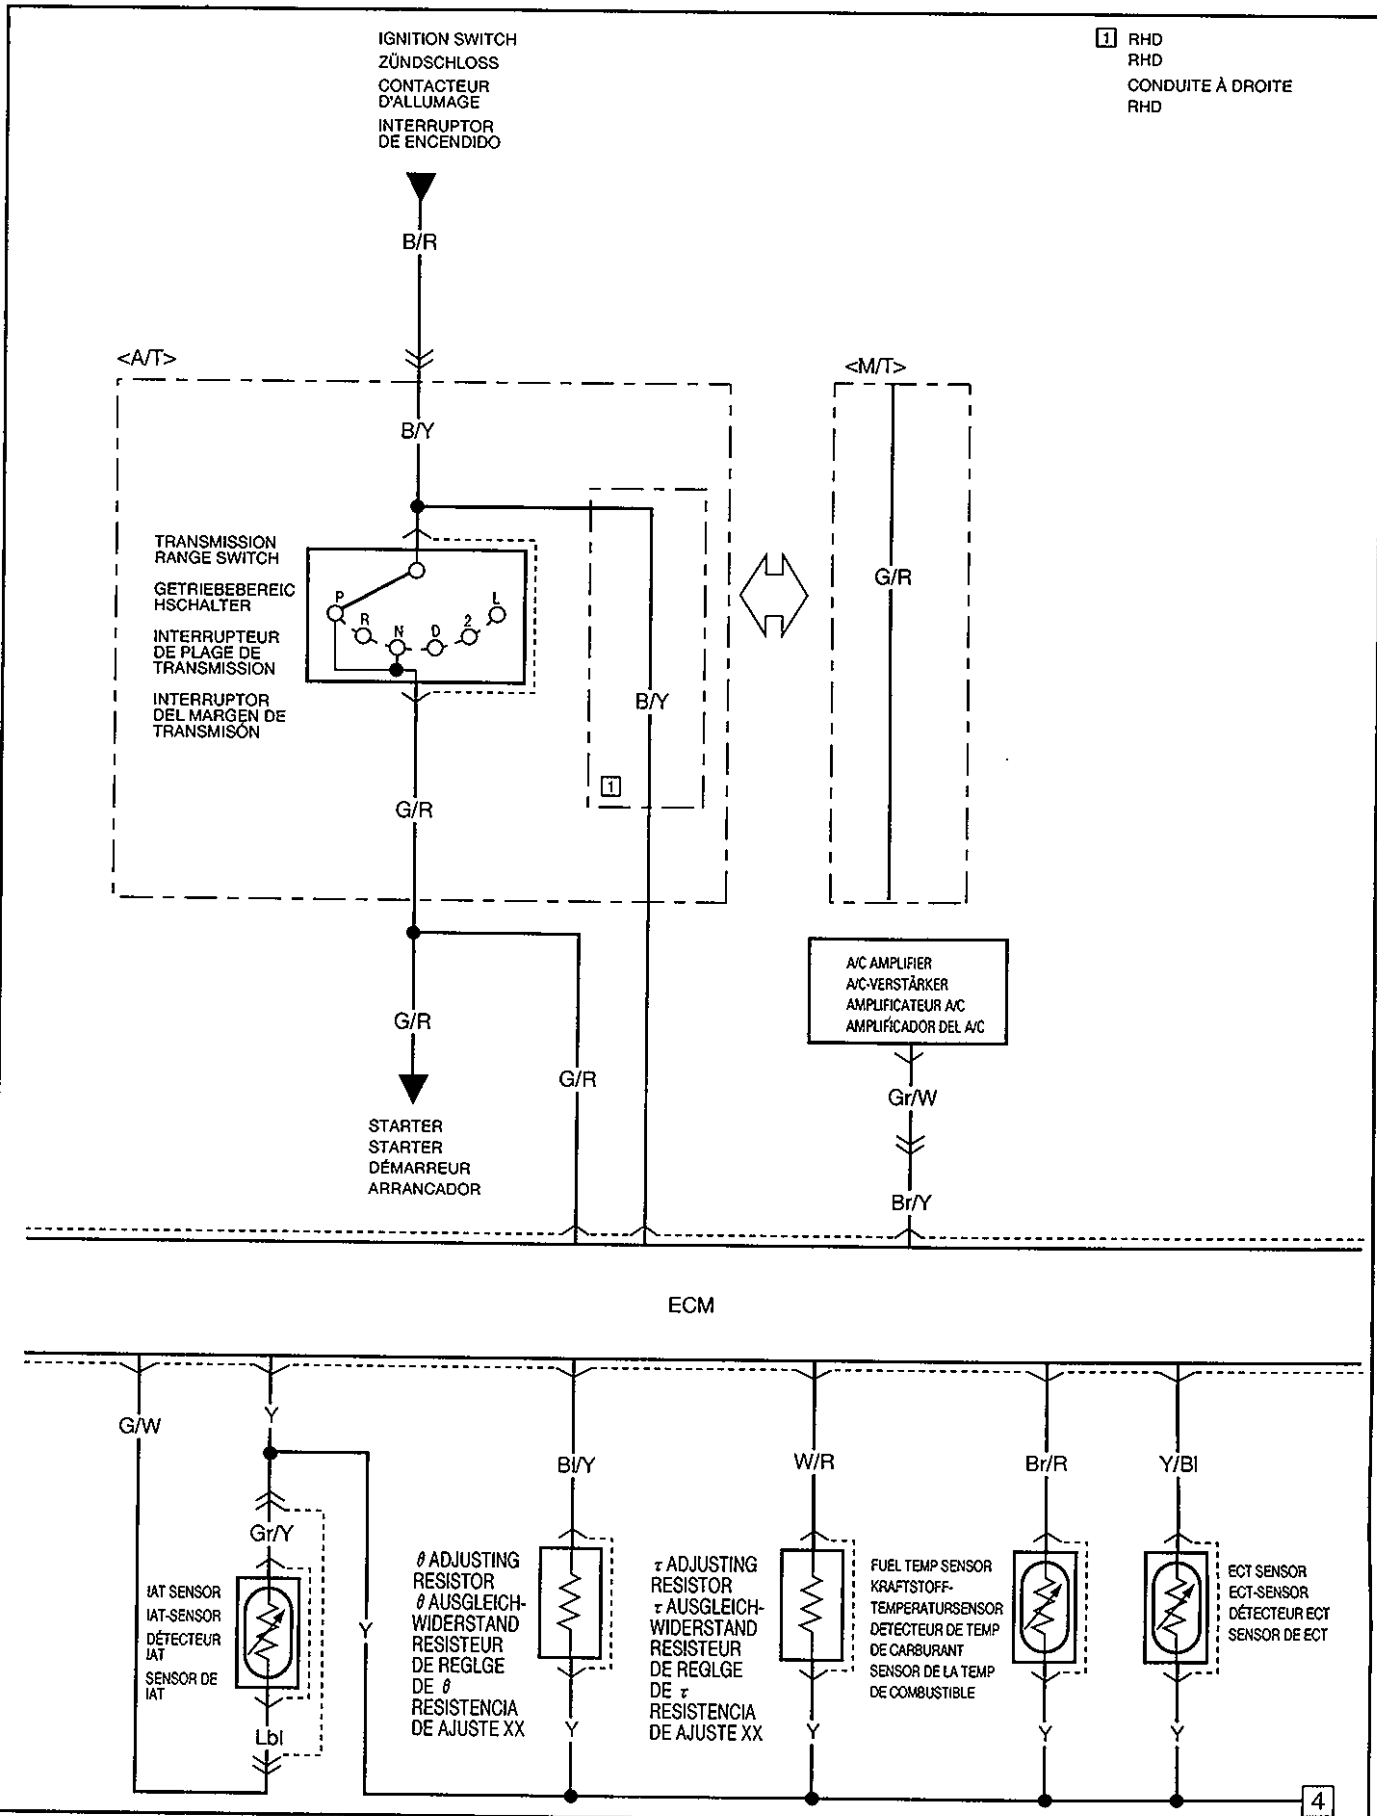 IGNITION SWITCH
ZÜNDSCHLOSS
CONTACTEUR
D'ALLUMAGE
INTERRUPTOR
DE ENCENDIDO
1 RHD
RHD
CONDUITE À DROITE
RHD
B/R
<A/T>
<M/T>
B/Y
TRANSMISSION
RANGE SWITCH
GETRIEBEBEREIC
HSCHALTER
INTERRUPTEUR
DE PLAGE DE
TRANSMISSION
INTERRUPTOR
DEL MARGEN DE
TRANSMISÓN
P
R
N
D
2
L
G/R
B/Y
1
G/R
A/C AMPLIFIER
A/C-VERSTÄRKER
AMPLIFICATEUR A/C
AMPLIFICADOR DEL A/C
G/R
G/R
Gr/W
STARTER
STARTER
DÉMARREUR
ARRANCADOR
Br/Y
ECM
G/W
Y
Bl/Y
W/R
Br/R
Y/Bl
Gr/Y
IAT SENSOR
IAT-SENSOR
DÉTECTEUR
IAT
SENSOR DE
IAT
Lbl
Y
θ ADJUSTING
RESISTOR
θ AUSGLEICH-
WIDERSTAND
RESISTEUR
DE REGLGE
DE θ
RESISTENCIA
DE AJUSTE XX
Y
τ ADJUSTING
RESISTOR
τ AUSGLEICH-
WIDERSTAND
RESISTEUR
DE REGLGE
DE τ
RESISTENCIA
DE AJUSTE XX
Y
FUEL TEMP SENSOR
KRAFTSTOFF-
TEMPERATURSENSOR
DETECTEUR DE TEMP
DE CARBURANT
SENSOR DE LA TEMP
DE COMBUSTIBLE
Y
ECT SENSOR
ECT-SENSOR
DÉTECTEUR ECT
SENSOR DE ECT
Y
4